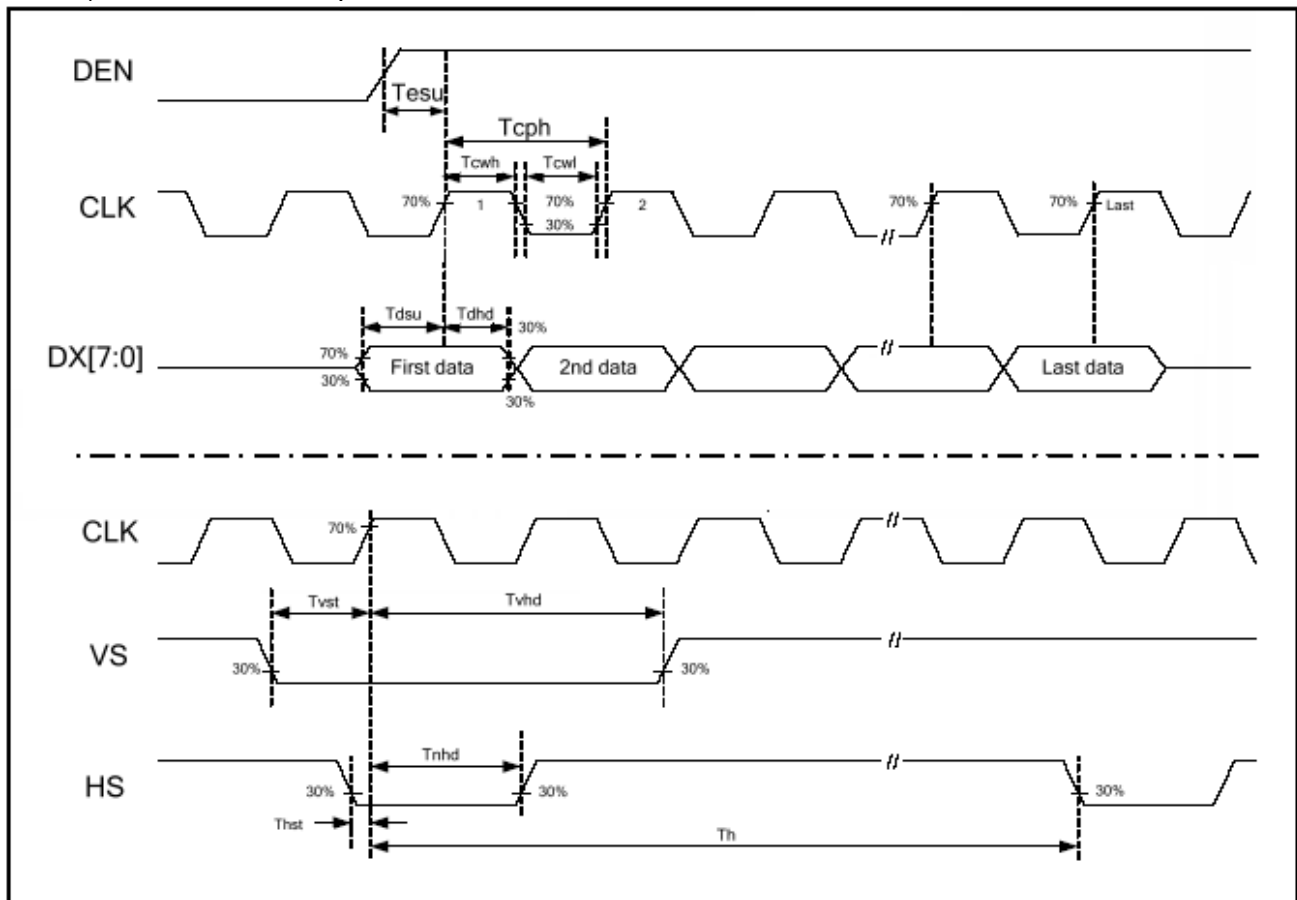 DEN
Tesu
Tcph
Tcwh Tcwl
CLK 70% 1 70% 2 70% 70% Last
30%
Tdsu Tdhd
30%
DX[7:0] 70% First data 2nd data Last data
30%
30%
CLK 70%
Tvst Tvhd
VS
30% 30%
Tnhd
HS 30% 30% 30%
Thst
Th